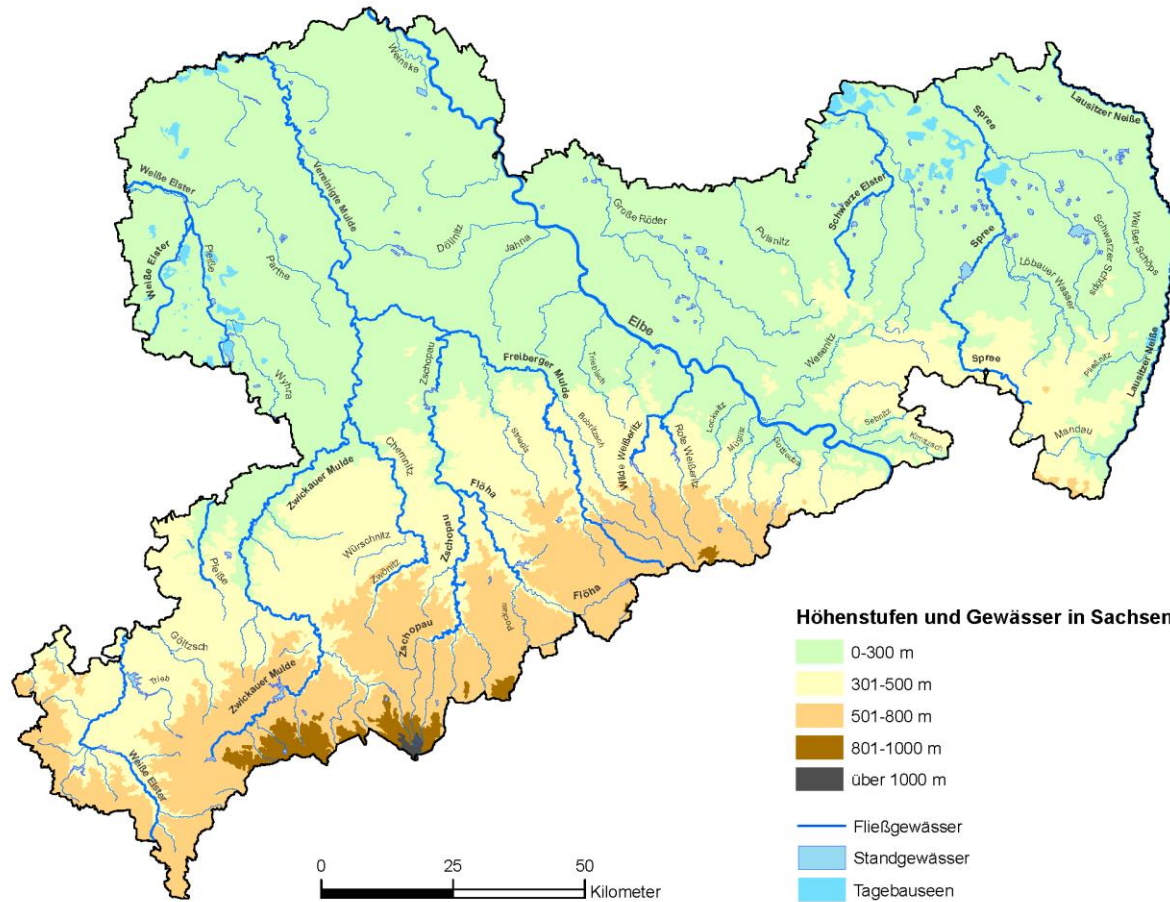 Weinske
Lausitzer Neiße
Spree
Weiße Elster
Vereinigte Mulde
Schwarze Elster
Große Röder
Pulsnitz
Weißer Schöps
Schwarzer Schöps
Döllnitz
Jahna
Spree
Weiße Elster
Pleiße
Parthe
Löbauer Wasser
Elbe
Wesenitz
Zschopau
Freiberger Mulde
Triebisch
Spree
Pließnitz
Lausitzer Neiße
Wyhra
Lockwitz
Sebnitz
Kirnitzsch
Mandau
Striegis
Bobritzsch
Müglitz
Gottleuba
Wilde Weißeritz
Rote Weißeritz
Chemnitz
Zwickauer Mulde
Flöha
Zschopau
Würschnitz
Zwönitz
Pleiße
Flöha
Pockau
Zschopau
Göltzsch
Trieb
Zwickauer Mulde
Weiße Elster
Höhenstufen und Gewässer in Sachsen
0-300 m
301-500 m
501-800 m
801-1000 m
über 1000 m
Fließgewässer
Standgewässer
Tagebauseen
0 25 50
Kilometer